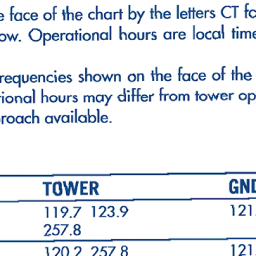 face of the chart by the letters CT
ow. Operational hours are local time
requencies shown on the face of the
tional hours may differ from tower op
roach available.
TOWER GND
119.7 123.9 121.
257.8
120.2 257.8 121.